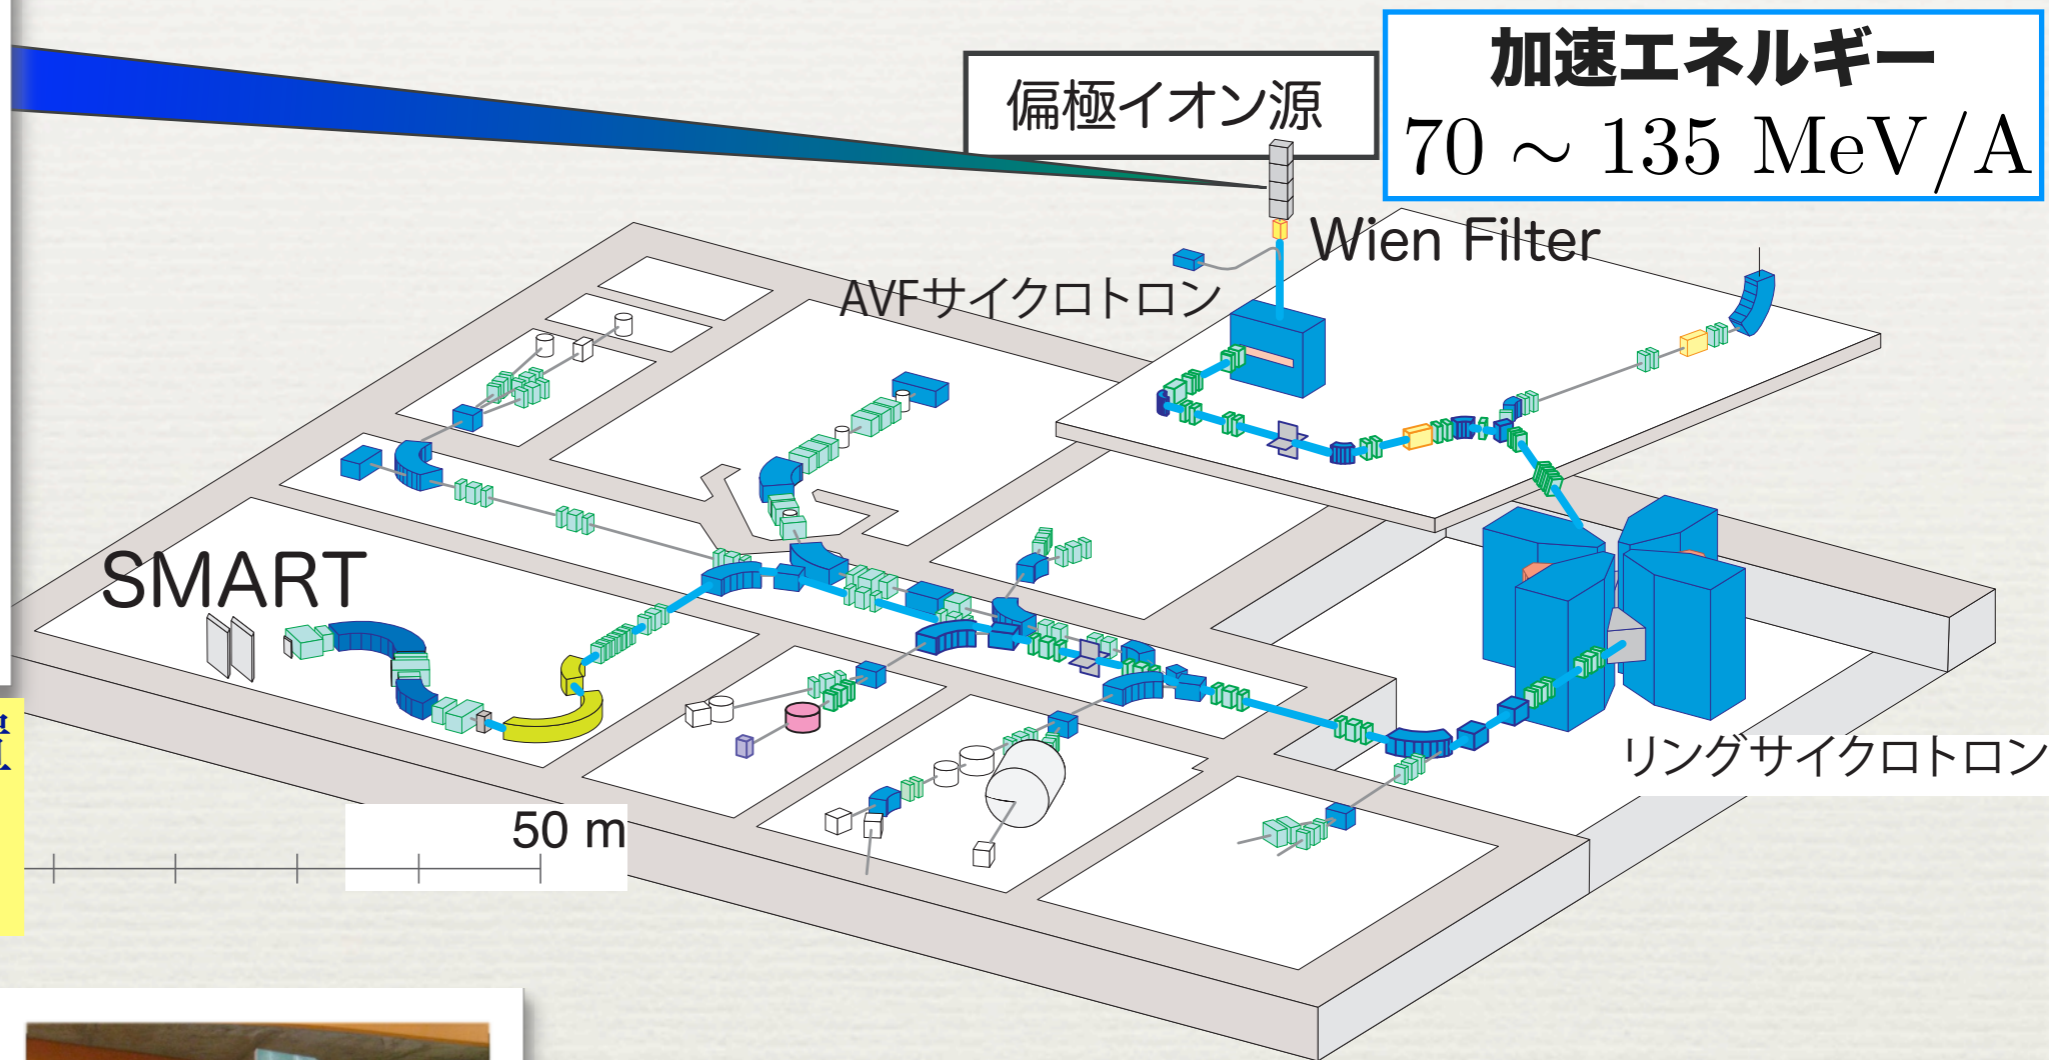 加速エネルギー
70 ~ 135 MeV/A
偏極イオン源
Wien Filter
AVFサイクロトロン
SMART
リングサイクロトロン
50 m